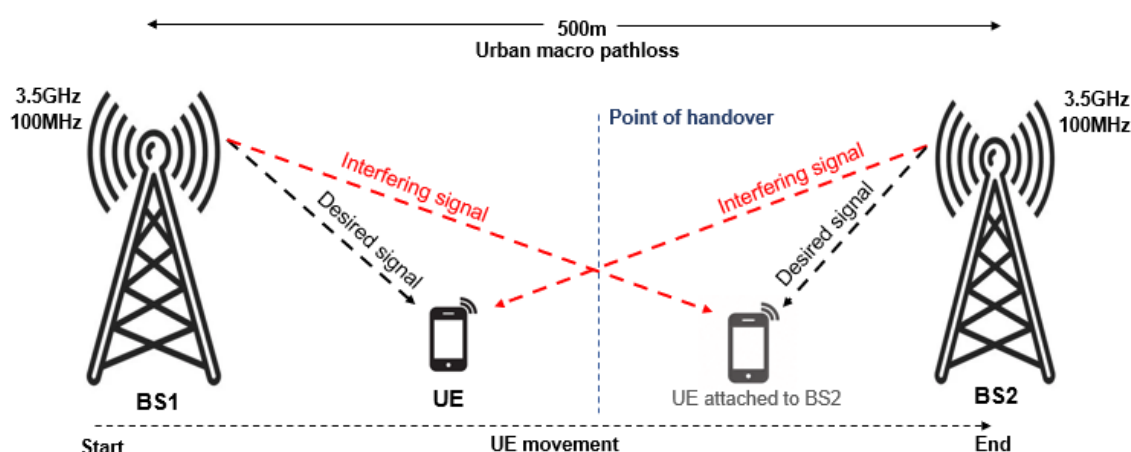 500m
Urban macro pathloss
3.5GHz
100MHz
3.5GHz
100MHz
Point of handover
Interfering signal
Interfering signal
Desired signal
Desired signal
BS1
UE
UE attached to BS2
BS2
Start
UE movement
End